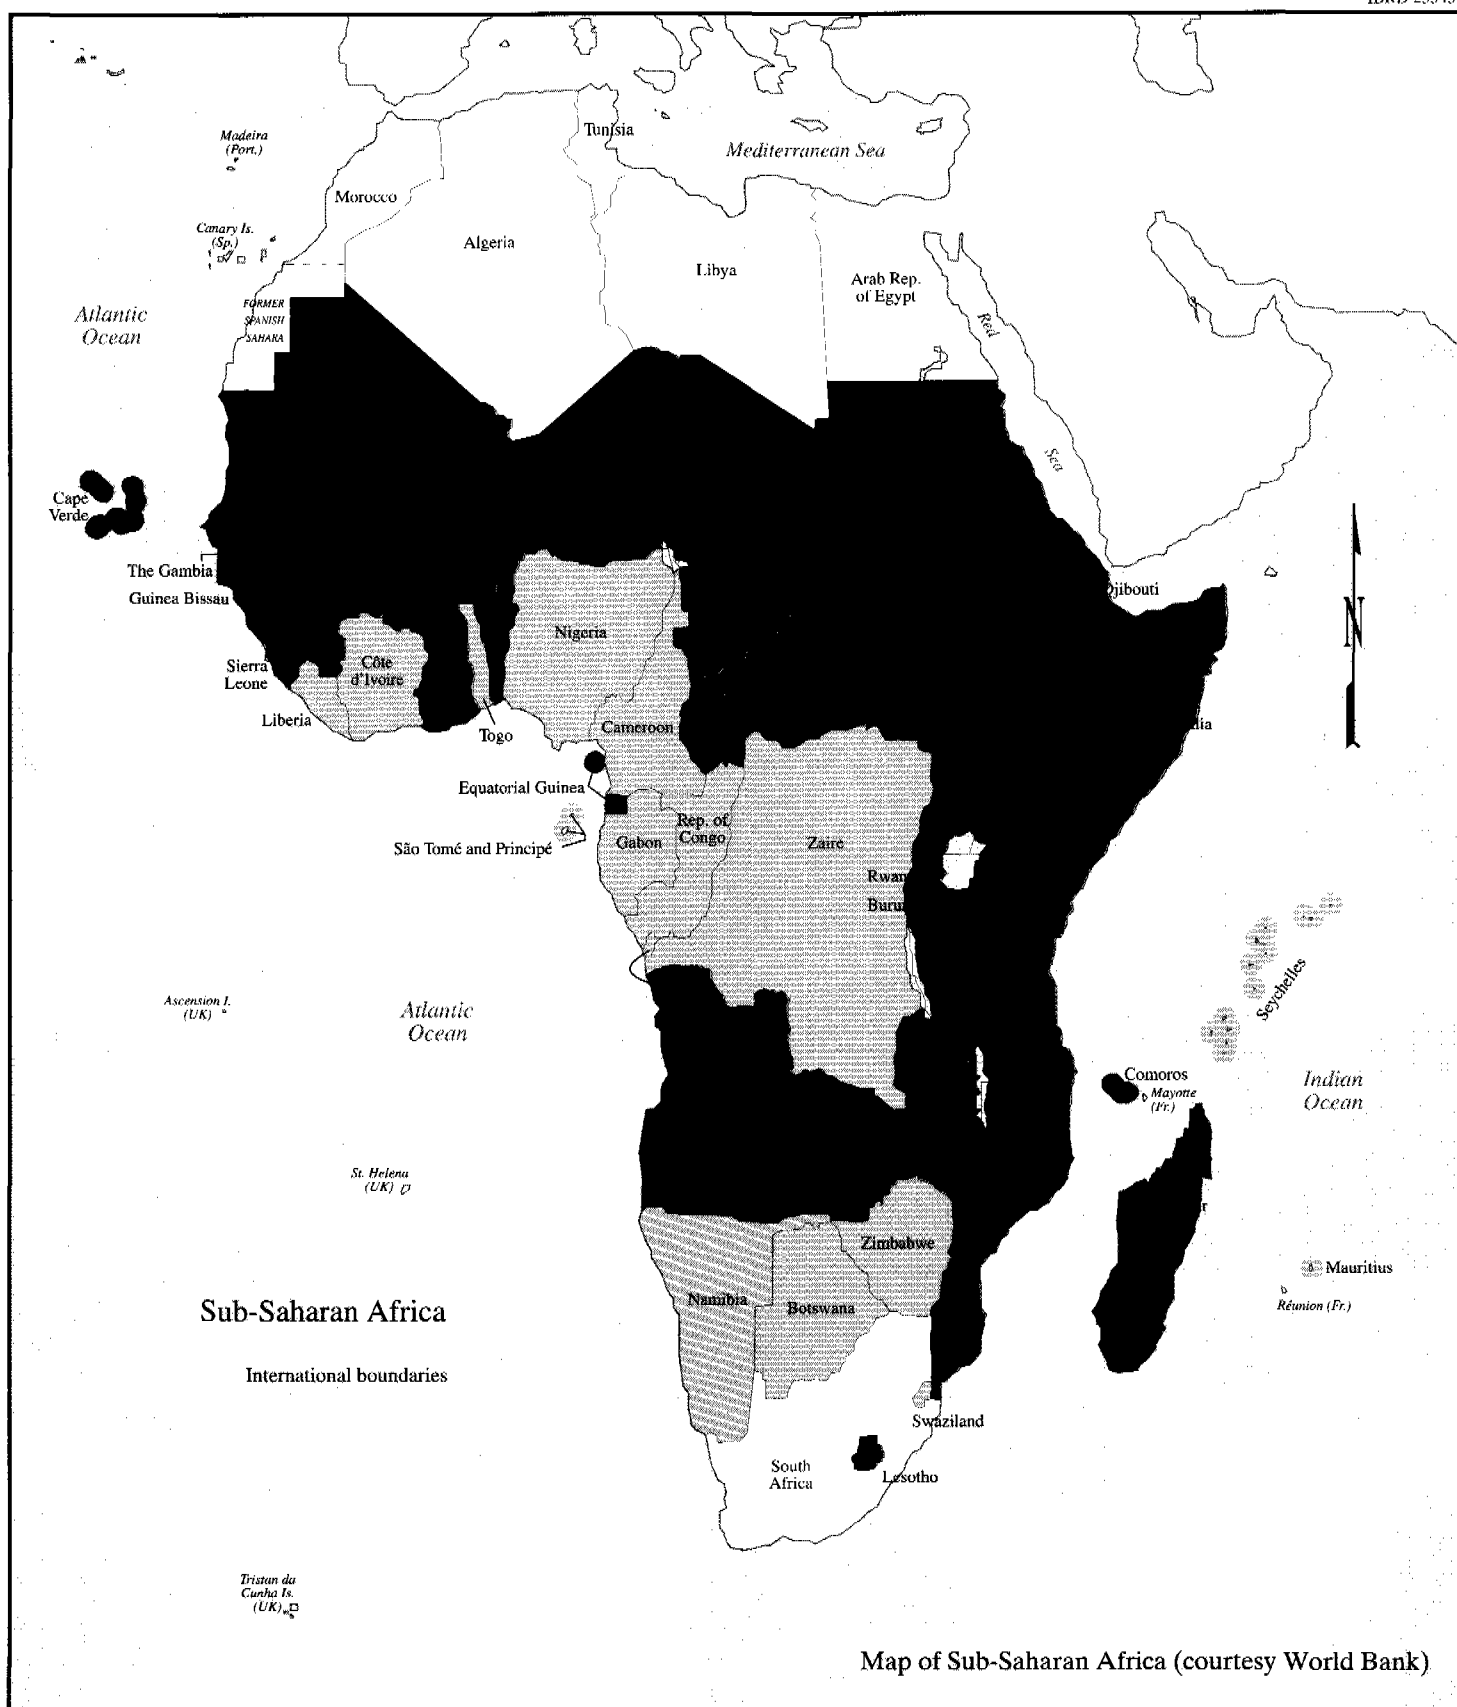 Madeira
(Port.)
Tunisia
Mediterranean Sea
Morocco
Canary Is.
(Sp.)
Algeria
Libya
Arab Rep.
of Egypt
Atlantic
Ocean
FORMER
SPANISH
SAHARA
Red
Sea
Cape
Verde
The Gambia
Guinea Bissau
Djibouti
N
Nigeria
Sierra
Leone
Côte
d'Ivoire
Liberia
Togo
Cameroon
lia
Equatorial Guinea
São Tomé and Principé
Gabon
Rep. of
Congo
Zaire
Rwan
Buru
Seychelles
Ascension I.
(UK)
Atlantic
Ocean
Comoros
Mayotte
(Fr.)
Indian
Ocean
St. Helena
(UK)
r
Zimbabwe
Mauritius
Réunion (Fr.)
Namibia
Botswana
Sub-Saharan Africa
International boundaries
Swaziland
South
Africa
Lesotho
Tristan da
Cunha Is.
(UK)
Map of Sub-Saharan Africa (courtesy World Bank)